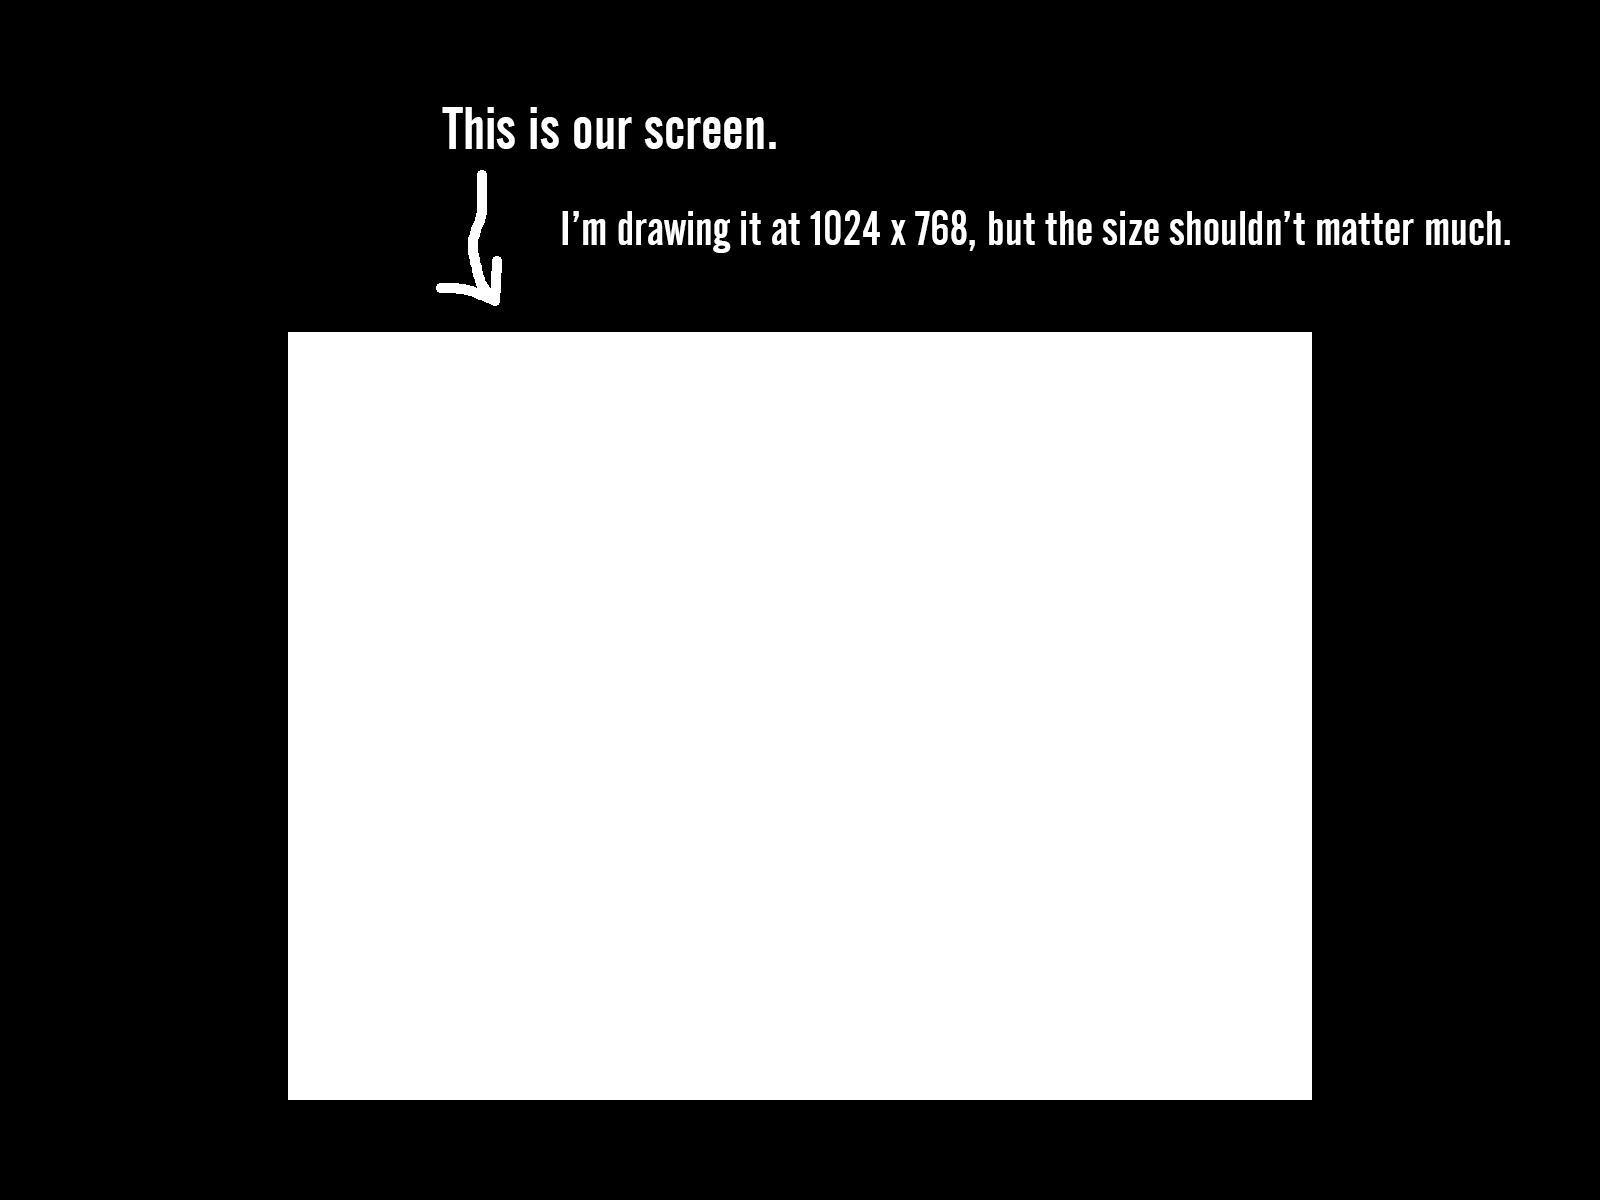 This is our screen.
I’m drawing it at 1024 x 768, but the size shouldn’t matter much.